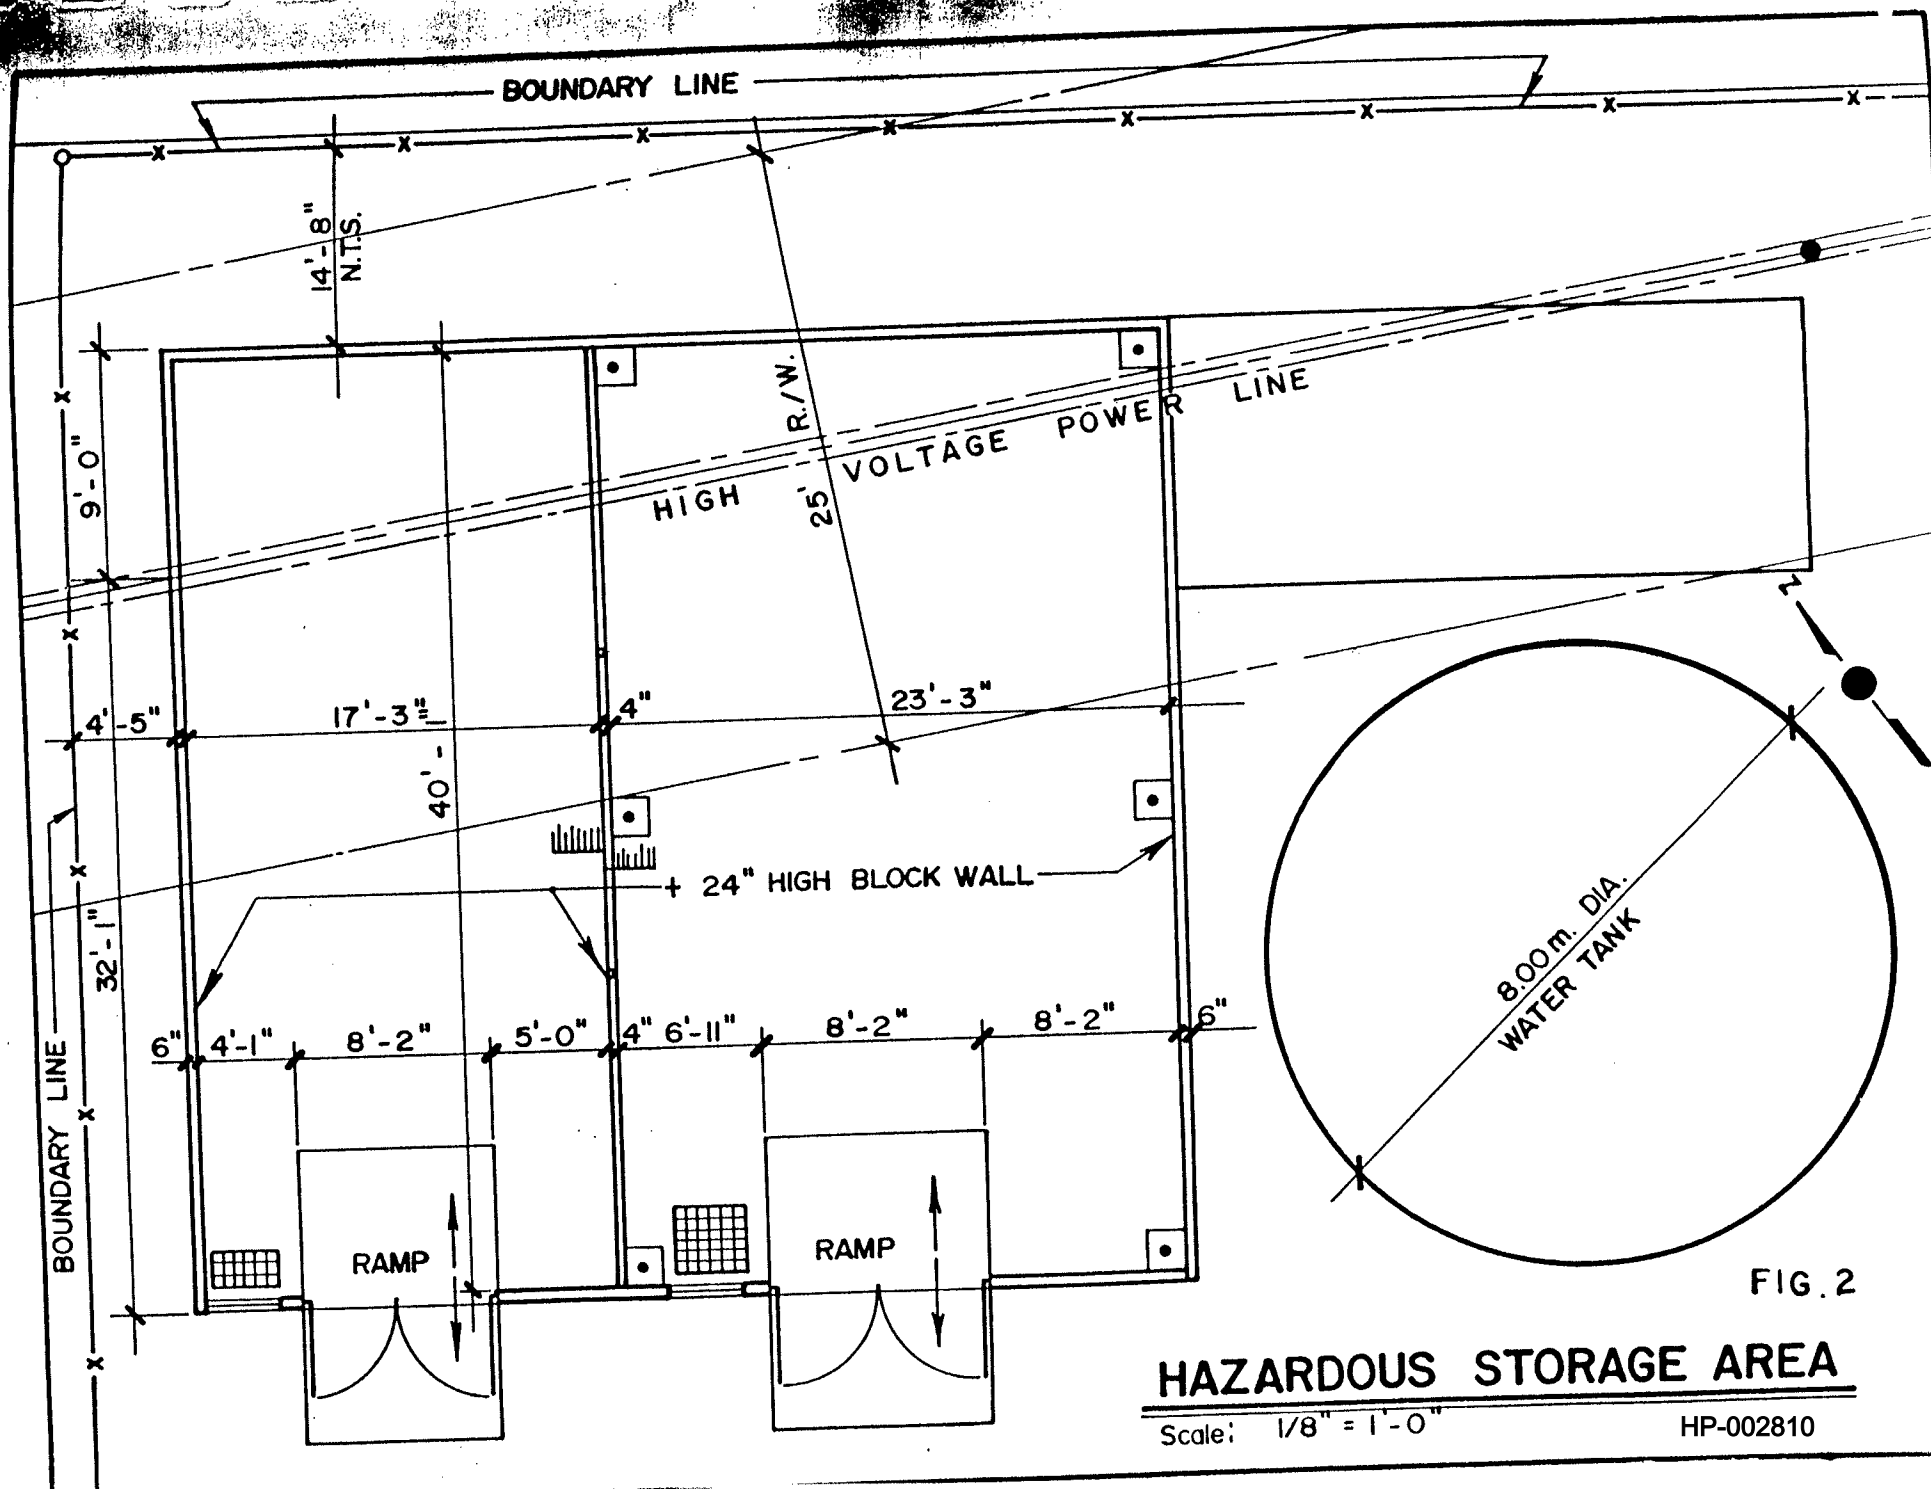 BOUNDARY LINE
14'-8"
N.T.S.
9'-0"
R./W.
25'
HIGH VOLTAGE POWER LINE
N
4'-5"
17'-3"
4"
23'-3"
40'-
32'-1"
+ 24" HIGH BLOCK WALL
8.00m. DIA.
WATER TANK
6"
4'-1"
8'-2"
5'-0"
4"
6'-11"
8'-2"
8'-2"
6"
BOUNDARY LINE
RAMP
RAMP
FIG. 2
HAZARDOUS STORAGE AREA
Scale: 1/8" = 1'-0"
HP-002810